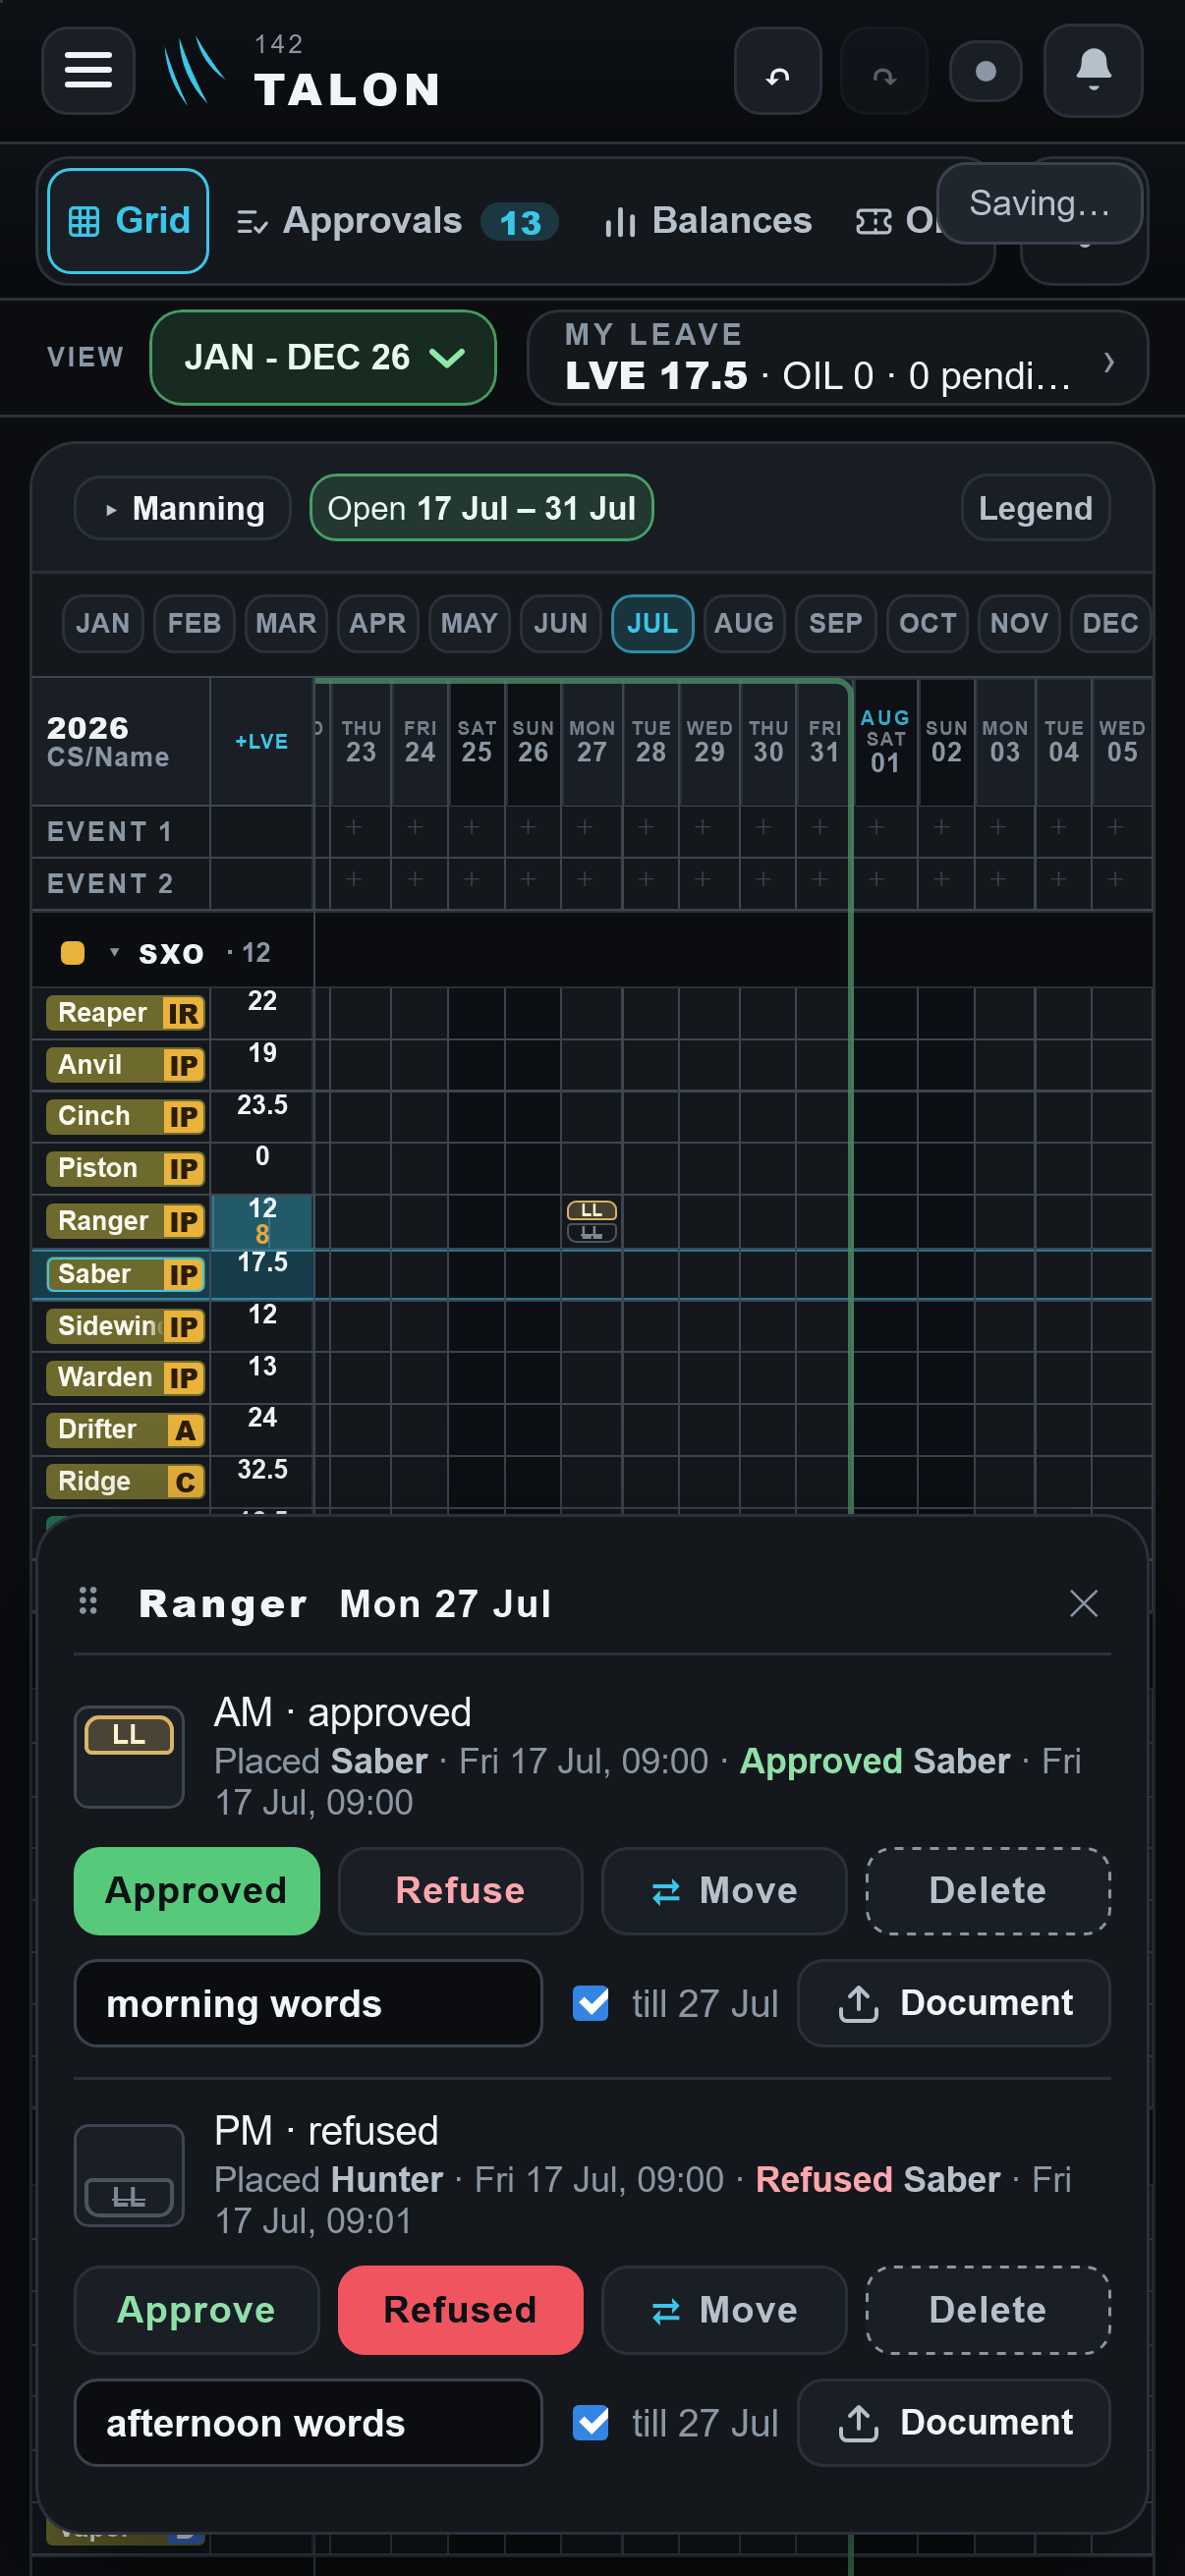 142
TALON
Grid
Approvals 13
Balances
Saving...
VIEW
JAN - DEC 26
MY LEAVE
LVE 17.5 · OIL 0 · 0 pendi...
Manning
Open 17 Jul – 31 Jul
Legend
JAN FEB MAR APR MAY JUN JUL AUG SEP OCT NOV DEC
2026
CS/Name
+LVE
THU 23
FRI 24
SAT 25
SUN 26
MON 27
TUE 28
WED 29
THU 30
FRI 31
AUG SAT 01
SUN 02
MON 03
TUE 04
WED 05
EVENT 1
+ + + + + + + + + + + + + +
EVENT 2
+ + + + + + + + + + + + + +
SXO · 12
Reaper IR 22
Anvil IP 19
Cinch IP 23.5
Piston IP 0
Ranger IP 12 LL
8 LL
Saber IP 17.5
Sidewin IP 12
Warden IP 13
Drifter A 24
Ridge C 32.5
Ranger Mon 27 Jul
LL
AM · approved
Placed Saber · Fri 17 Jul, 09:00 · Approved Saber · Fri
17 Jul, 09:00
Approved Refuse Move Delete
morning words till 27 Jul Document
LL
PM · refused
Placed Hunter · Fri 17 Jul, 09:00 · Refused Saber · Fri
17 Jul, 09:01
Approve Refused Move Delete
afternoon words till 27 Jul Document